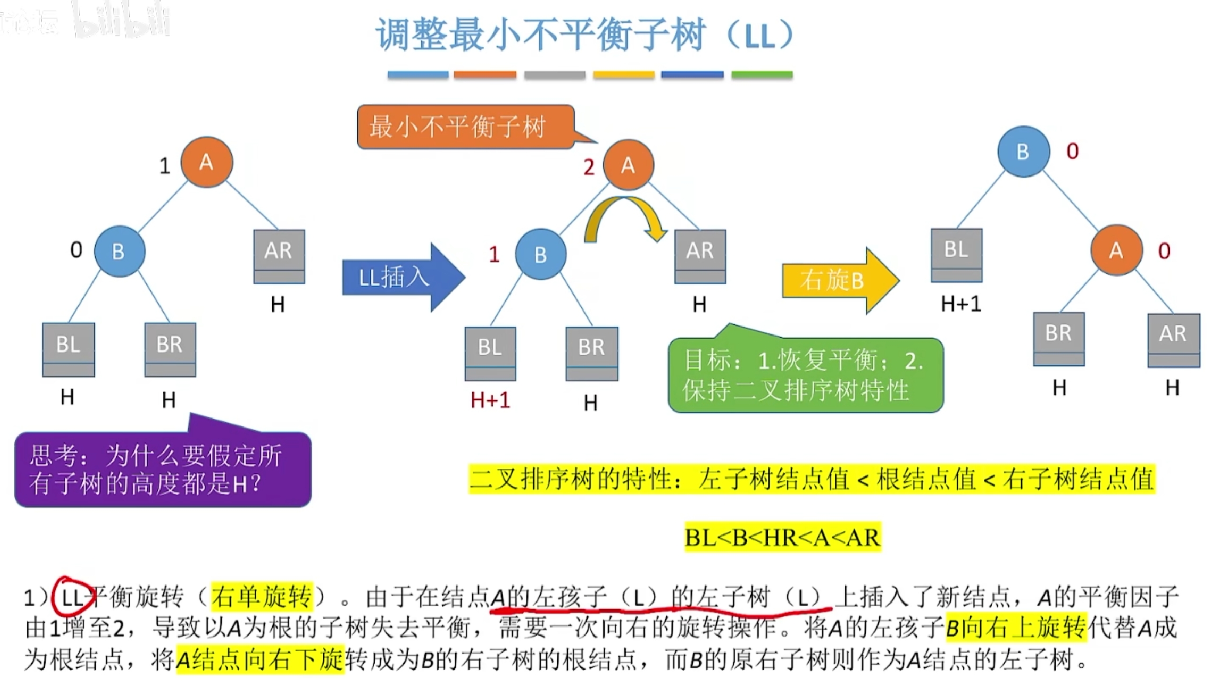 bilibili
调整最小不平衡子树（LL）
最小不平衡子树
1
A
0
B
AR
H
BL
H
BR
H
LL插入
2
A
1
B
AR
H
BL
H+1
BR
H
右旋B
B
0
BL
H+1
A
0
BR
H
AR
H
目标：1.恢复平衡；2.
保持二叉排序树特性
思考：为什么要假定所
有子树的高度都是H？
二叉排序树的特性：左子树结点值 < 根结点值 < 右子树结点值
BL<B<HR<A<AR
1）LL平衡旋转（右单旋转）。由于在结点A的左孩子（L）的左子树（L）上插入了新结点，A的平衡因子
由1增至2，导致以A为根的子树失去平衡，需要一次向右的旋转操作。将A的左孩子B向右上旋转代替A成
为根结点，将A结点向右下旋转成为B的右子树的根结点，而B的原右子树则作为A结点的左子树。